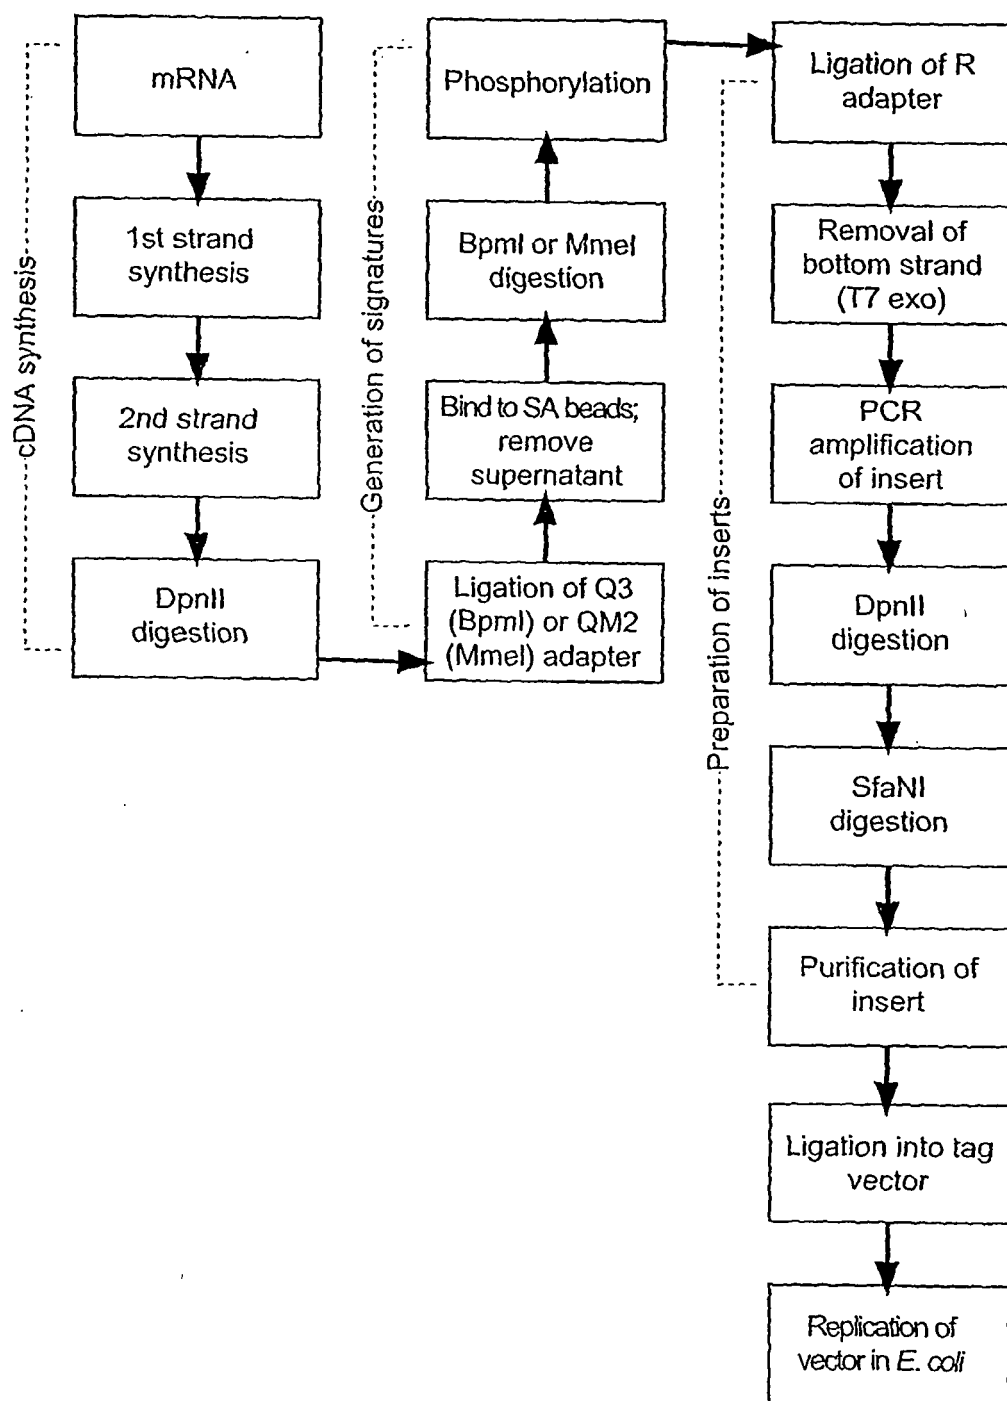 cDNA synthesis
mRNA
1st strand
synthesis
2nd strand
synthesis
DpnII
digestion
Generation of signatures
Phosphorylation
BpmI or MmeI
digestion
Bind to SA beads;
remove
supernatant
Ligation of Q3
(BpmI) or QM2
(MmeI) adapter
Preparation of inserts
Ligation of R
adapter
Removal of
bottom strand
(T7 exo)
PCR
amplification
of insert
DpnII
digestion
SfaNI
digestion
Purification of
insert
Ligation into tag
vector
Replication of
vector in E. coli